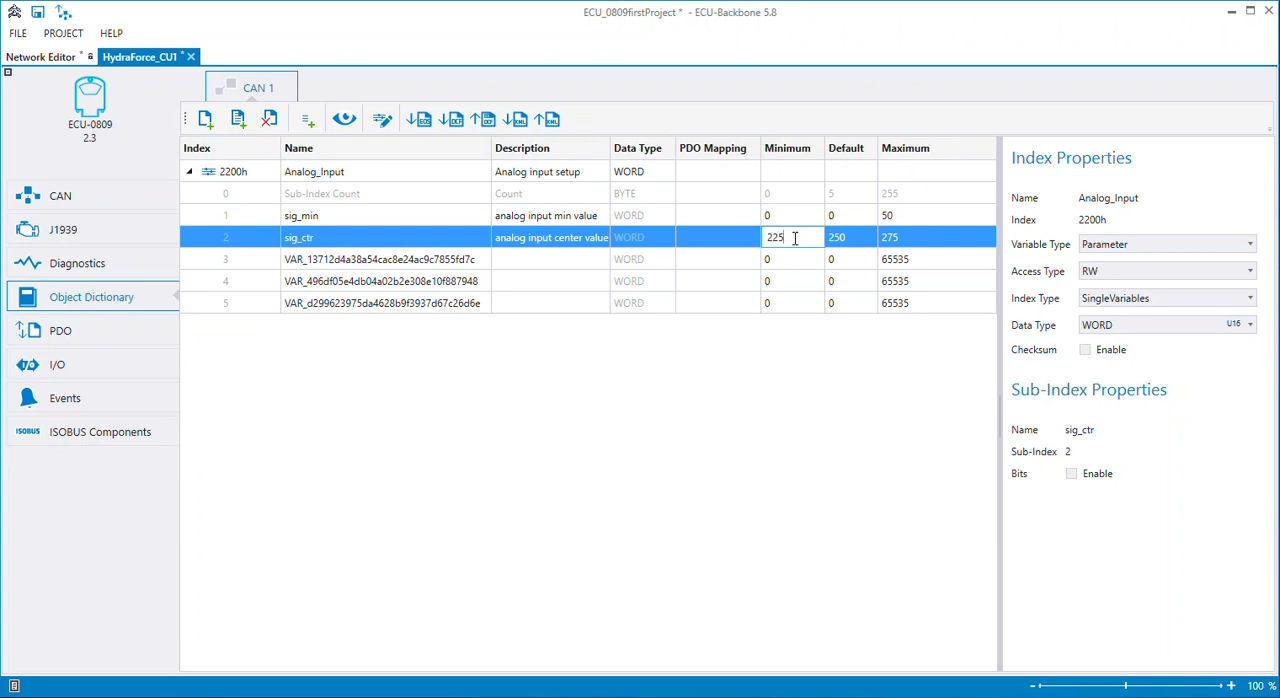 ECU_0809firstProject * - ECU-Backbone 5.8
FILE PROJECT HELP
Network Editor * HydraForce_CU1 *
ECU-0809
2.3
CAN
J1939
Diagnostics
Object Dictionary
PDO
I/O
Events
ISOBUS ISOBUS Components
CAN 1
EDS DCF DCF XML XML
Index Name Description Data Type PDO Mapping Minimum Default Maximum
2200h Analog_Input Analog input setup WORD
0 Sub-Index Count Count BYTE 0 5 255
1 sig_min analog input min value WORD 0 0 50
2 sig_ctr analog input center value WORD 225 250 275
3 VAR_13712d4a38a54cac8e24ac9c7855fd7c WORD 0 0 65535
4 VAR_496df05e4db04a02b2e308e10f887948 WORD 0 0 65535
5 VAR_d299623975da4628b9f3937d67c26d6e WORD 0 0 65535
Index Properties
Name Analog_Input
Index 2200h
Variable Type Parameter
Access Type RW
Index Type SingleVariables
Data Type WORD U16
Checksum Enable
Sub-Index Properties
Name sig_ctr
Sub-Index 2
Bits Enable
100 %